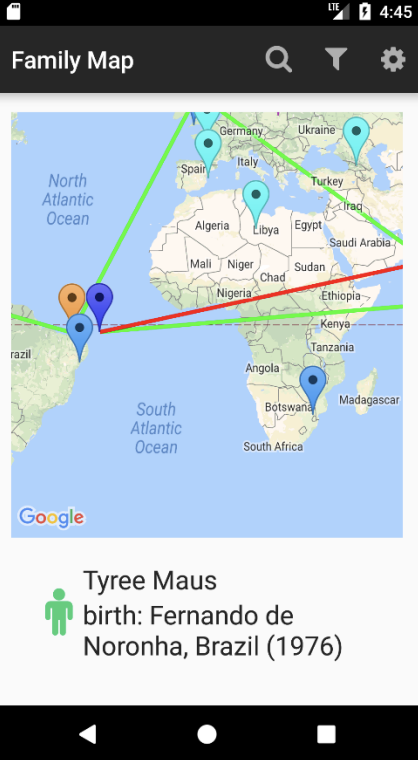 LTE 4:45
Family Map
Germany
Ukraine
Spain
Italy
Turkey
North
Atlantic
Ocean
Iraq
Algeria
Libya
Egypt
Saudi Arabia
Mali
Niger
Chad
Sudan
Nigeria
Ethiopia
Kenya
razil
Tanzania
Angola
South
Atlantic
Ocean
Botswana
Madagascar
South Africa
Google
Tyree Maus
birth: Fernando de
Noronha, Brazil (1976)